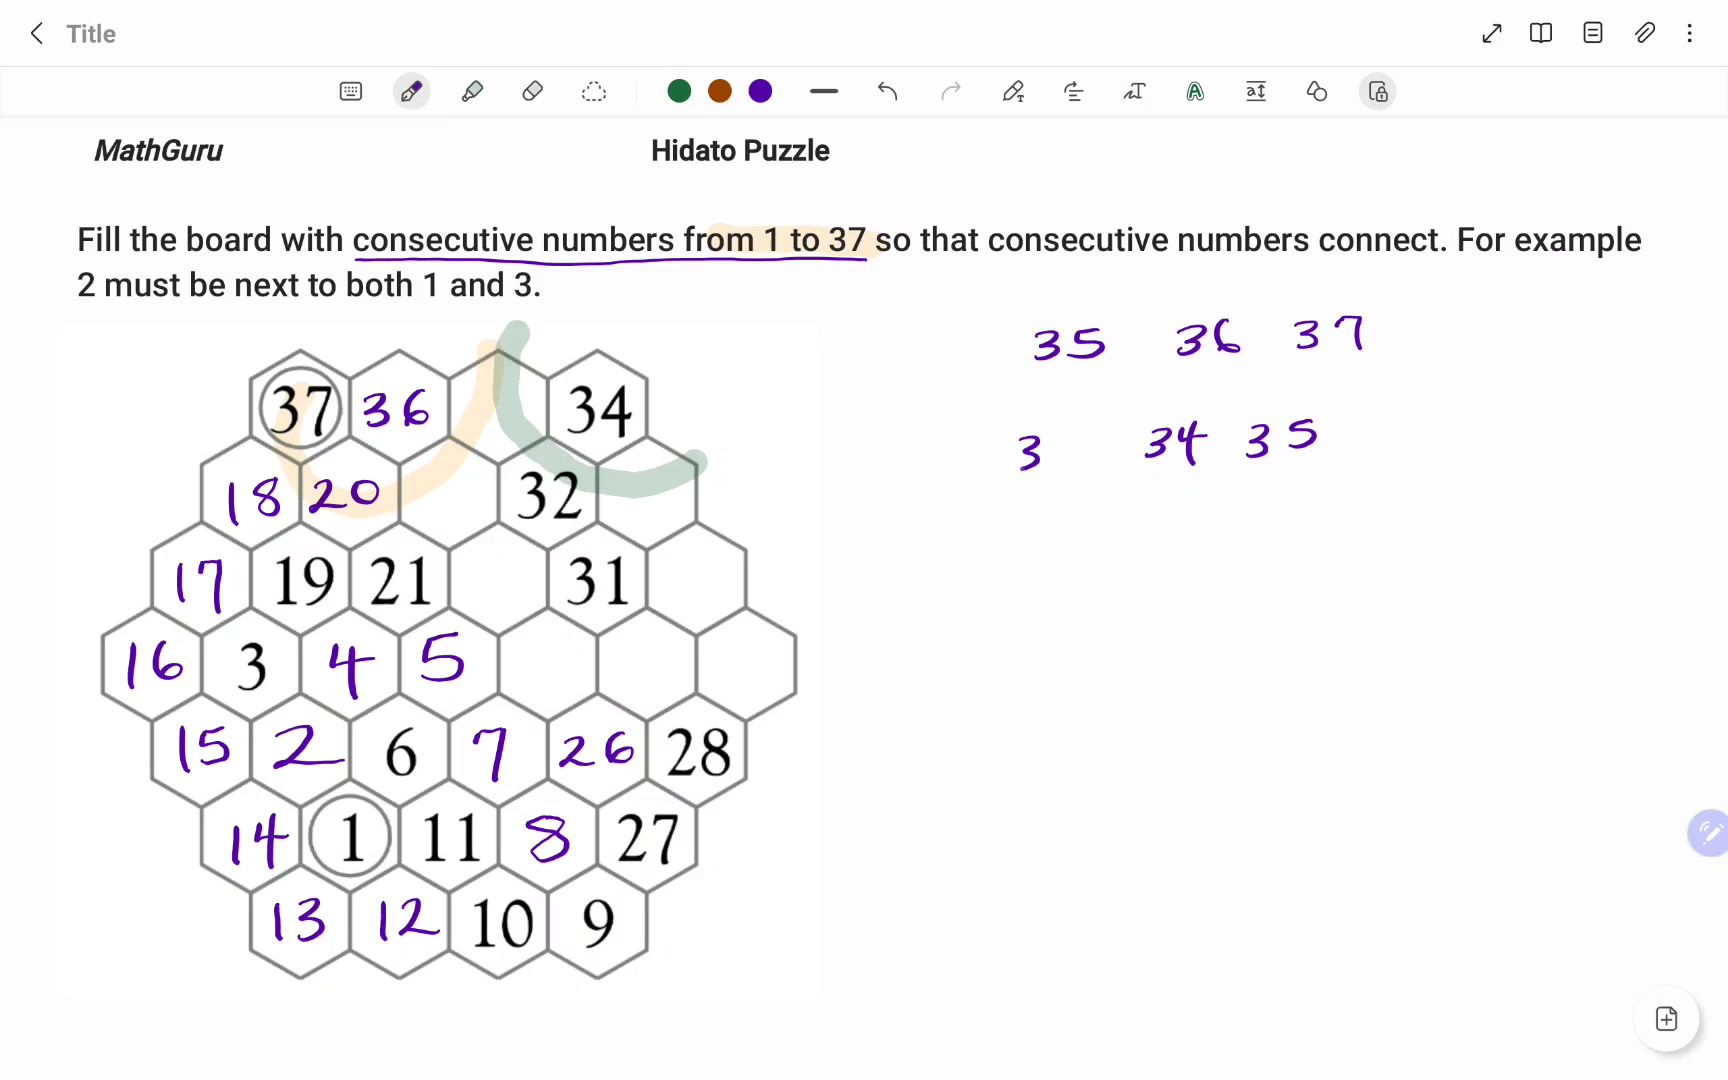 Title
MathGuru Hidato Puzzle
Fill the board with consecutive numbers from 1 to 37 so that consecutive numbers connect. For example
2 must be next to both 1 and 3.
35 36 37
3 34 35
37 36 34
18 20 32
17 19 21 31
16 3 4 5
15 2 6 7 26 28
14 1 11 8 27
13 12 10 9